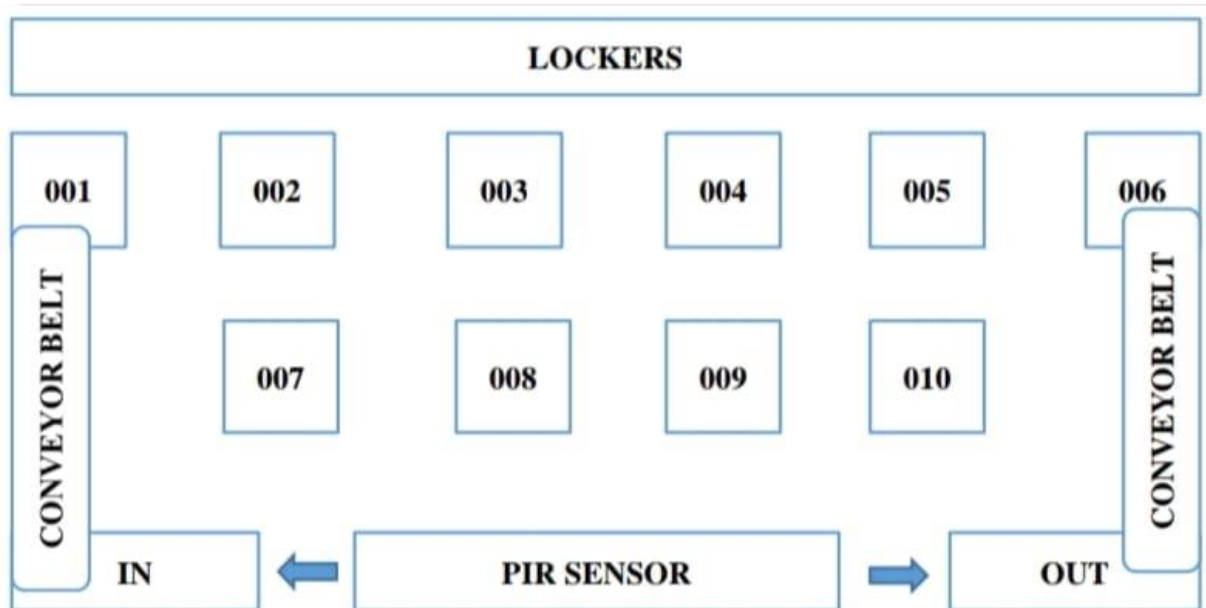 LOCKERS
001
002
003
004
005
006
CONVEYOR BELT
CONVEYOR BELT
007
008
009
010
IN
PIR SENSOR
OUT